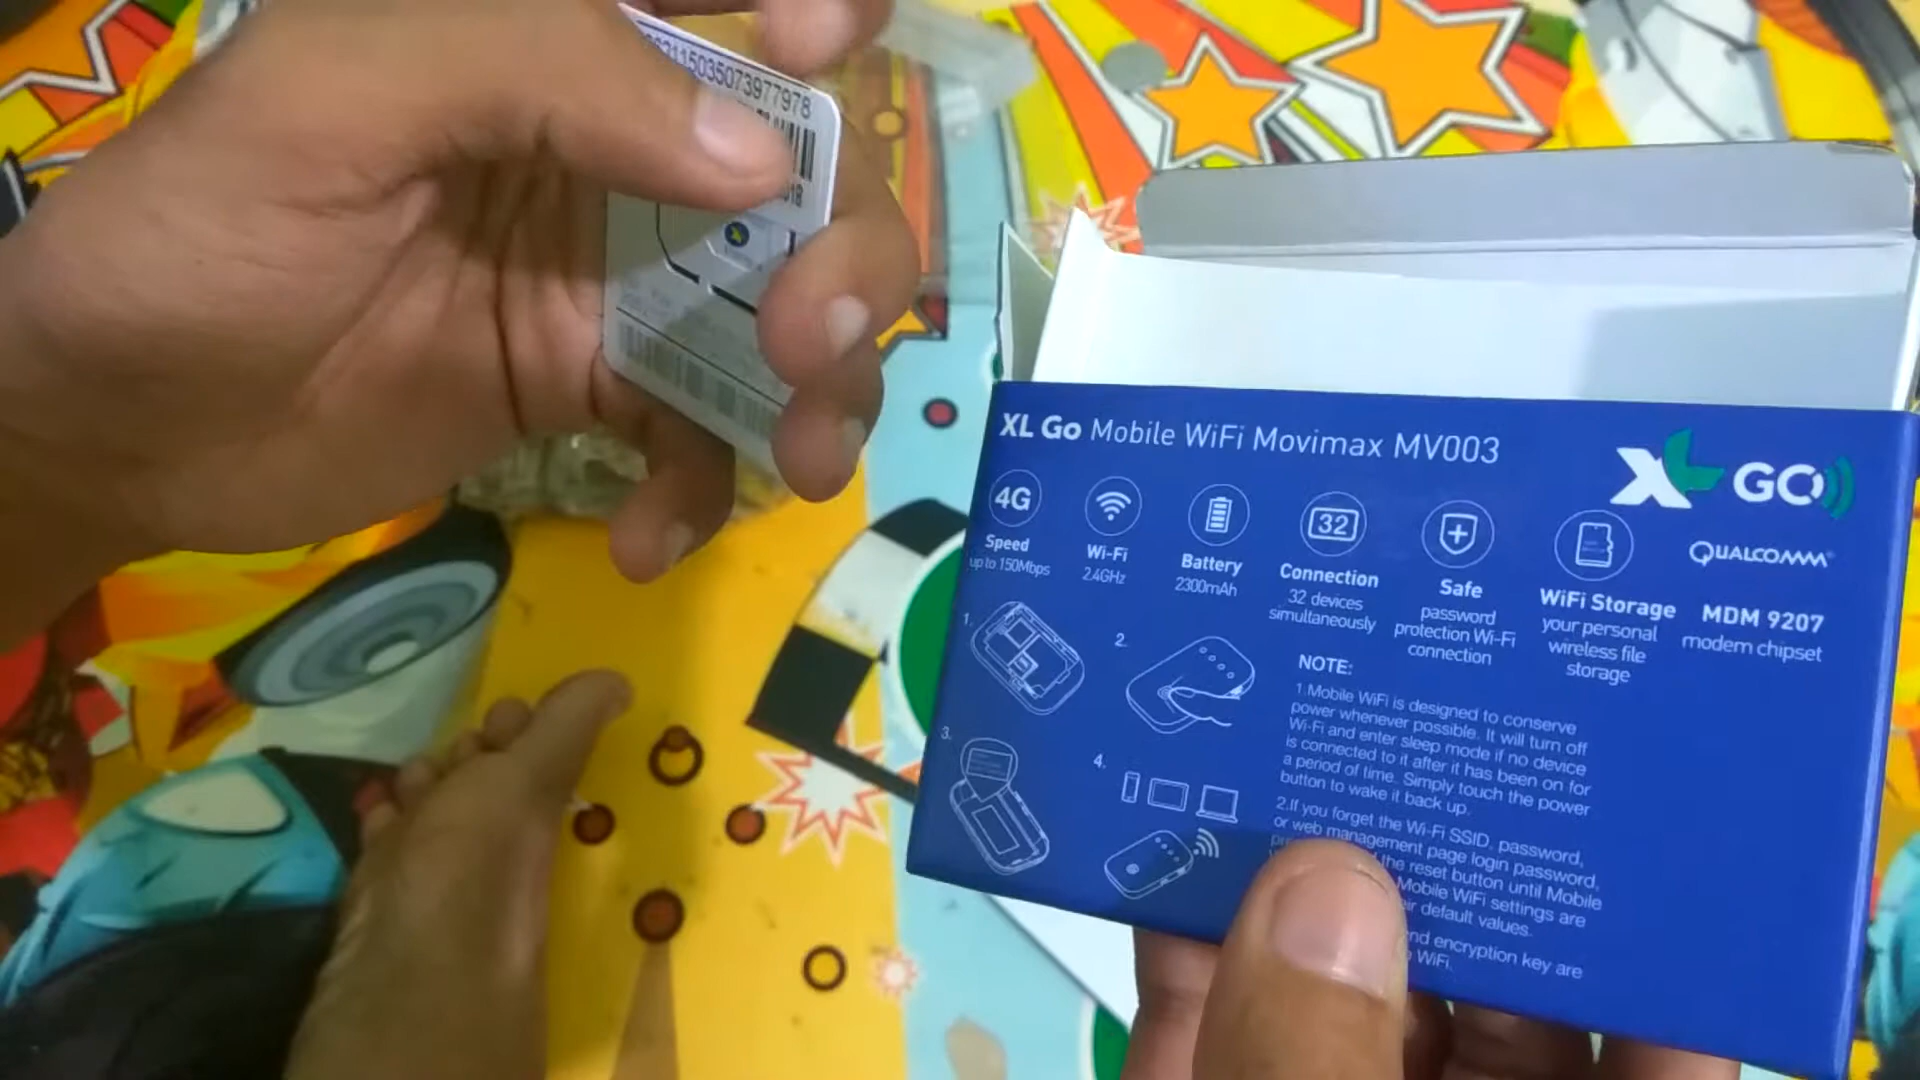 115035073977978
18
XL Go Mobile WiFi Movimax MV003
XL GO
4G
Speed
up to 150Mbps
Wi-Fi
2.4GHz
Battery
2300mAh
32
Connection
32 devices
simultaneously
Safe
password
protection Wi-Fi
connection
WiFi Storage
your personal
wireless file
storage
QUALCOMM
MDM 9207
modem chipset
1.
2.
3.
4.
NOTE:
1.Mobile WiFi is designed to conserve
power whenever possible. It will turn off
Wi-Fi and enter sleep mode if no device
is connected to it after it has been on for
a period of time. Simply touch the power
button to wake it back up.
2.If you forget the Wi-Fi SSID, password,
or web management page login password,
the reset button until Mobile
Mobile WiFi settings are
default values.
encryption key are
WiFi.